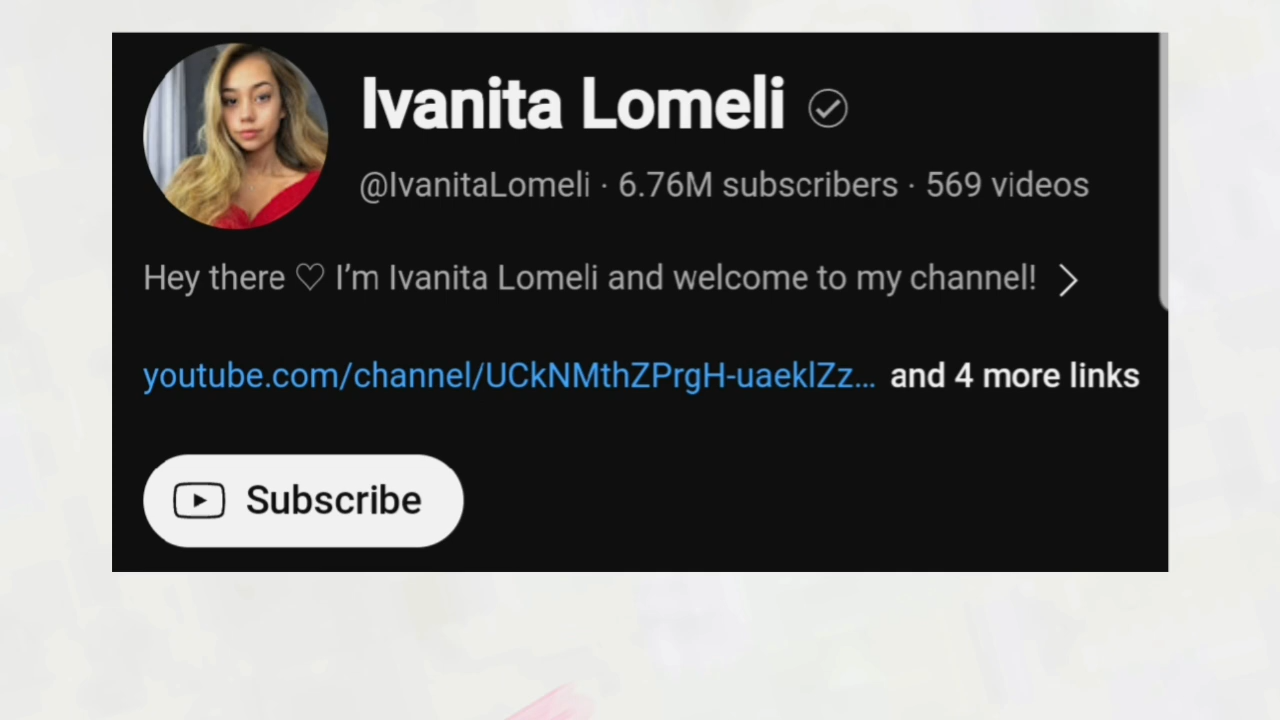 Ivanita Lomeli
@IvanitaLomeli · 6.76M subscribers · 569 videos
Hey there ♡ I’m Ivanita Lomeli and welcome to my channel!
youtube.com/channel/UCkNMthZPrgH-uaeklZz... and 4 more links
Subscribe